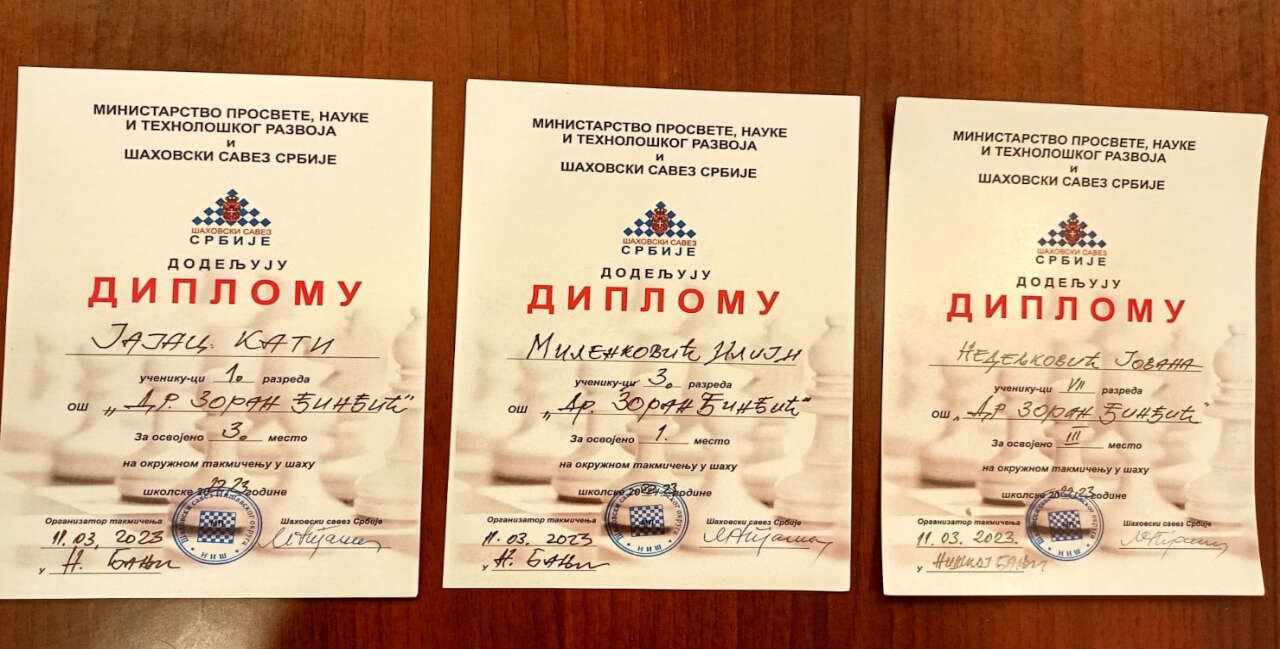 МИНИСТАРСТВО ПРОСВЕТЕ, НАУКЕ
И ТЕХНОЛОШКОГ РАЗВОЈА
и
ШАХОВСКИ САВЕЗ СРБИЈЕ
ШАХОВСКИ САВЕЗ
СРБИЈЕ
ДОДЕЉУЈУ
ДИПЛОМУ
ЈАЈАЦ КАТИ
ученику-ци 1. разреда
ОШ „ДР. ЗОРАН ЂИНЂИЋ“
За освојено 3. место
на окружном такмичењу у шаху
школске 2022/23 године
Организатор такмичења
Шаховски савез Србије
11.03.2023
у Н. БАЊИ
МИНИСТАРСТВО ПРОСВЕТЕ, НАУКЕ
И ТЕХНОЛОШКОГ РАЗВОЈА
и
ШАХОВСКИ САВЕЗ СРБИЈЕ
ШАХОВСКИ САВЕЗ
СРБИЈЕ
ДОДЕЉУЈУ
ДИПЛОМУ
МИЛЕНКОВИЋ ИЛИЈИ
ученику-ци 3. разреда
ОШ „ДР. ЗОРАН ЂИНЂИЋ“
За освојено 1. место
на окружном такмичењу у шаху
школске 2022/23 године
Организатор такмичења
Шаховски савез Србије
11.03.2023
у Н. БАЊИ
МИНИСТАРСТВО ПРОСВЕТЕ, НАУКЕ
И ТЕХНОЛОШКОГ РАЗВОЈА
и
ШАХОВСКИ САВЕЗ СРБИЈЕ
ШАХОВСКИ САВЕЗ
СРБИЈЕ
ДОДЕЉУЈУ
ДИПЛОМУ
НЕДЕЉКОВИЋ ЈОВАНА
ученику-ци VII разреда
ОШ „ДР ЗОРАН ЂИНЂИЋ“
За освојено III место
на окружном такмичењу у шаху
школске 2022/23 године
Организатор такмичења
Шаховски савез Србије
11.03.2023.
у НИШКОЈ БАЊИ